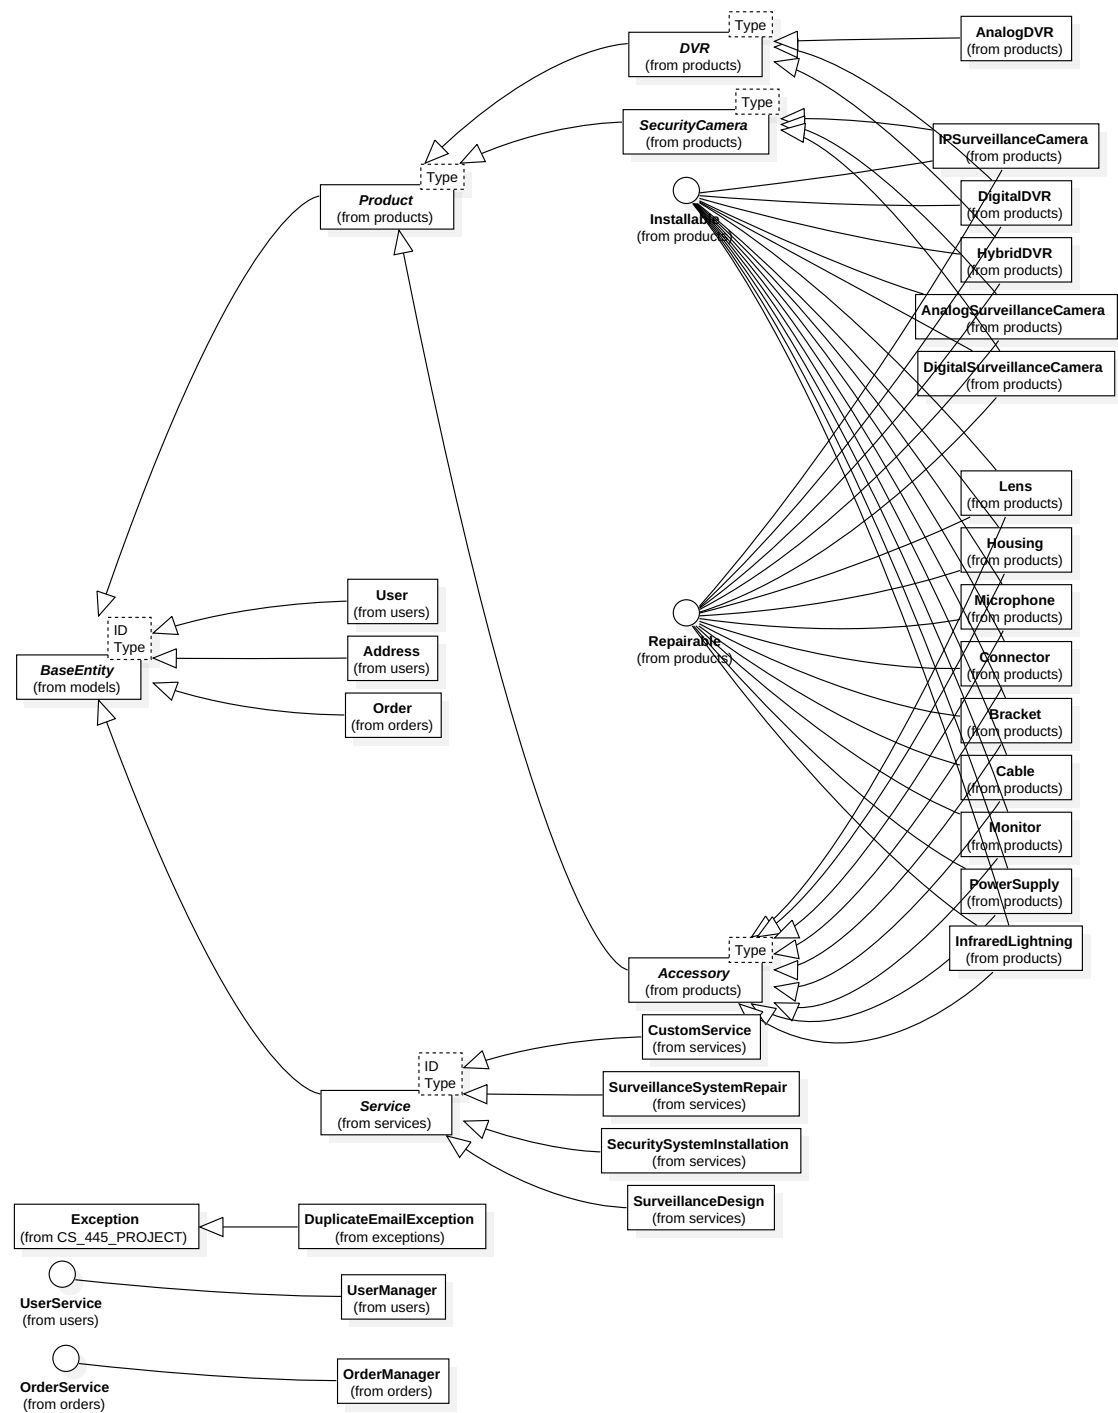 Type
DVR
(from products)
AnalogDVR
(from products)
Type
SecurityCamera
(from products)
IPSurveillanceCamera
(from products)
Type
Product
(from products)
Installable
(from products)
DigitalDVR
(from products)
HybridDVR
(from products)
AnalogSurveillanceCamera
(from products)
DigitalSurveillanceCamera
(from products)
Lens
(from products)
Housing
(from products)
Microphone
(from products)
Connector
(from products)
Bracket
(from products)
Cable
(from products)
Monitor
(from products)
PowerSupply
(from products)
InfraredLightning
(from products)
Repairable
(from products)
User
(from users)
Address
(from users)
Order
(from orders)
ID
Type
BaseEntity
(from models)
Type
Accessory
(from products)
CustomService
(from services)
SurveillanceSystemRepair
(from services)
SecuritySystemInstallation
(from services)
SurveillanceDesign
(from services)
ID
Type
Service
(from services)
Exception
(from CS_445_PROJECT)
DuplicateEmailException
(from exceptions)
UserService
(from users)
UserManager
(from users)
OrderService
(from orders)
OrderManager
(from orders)